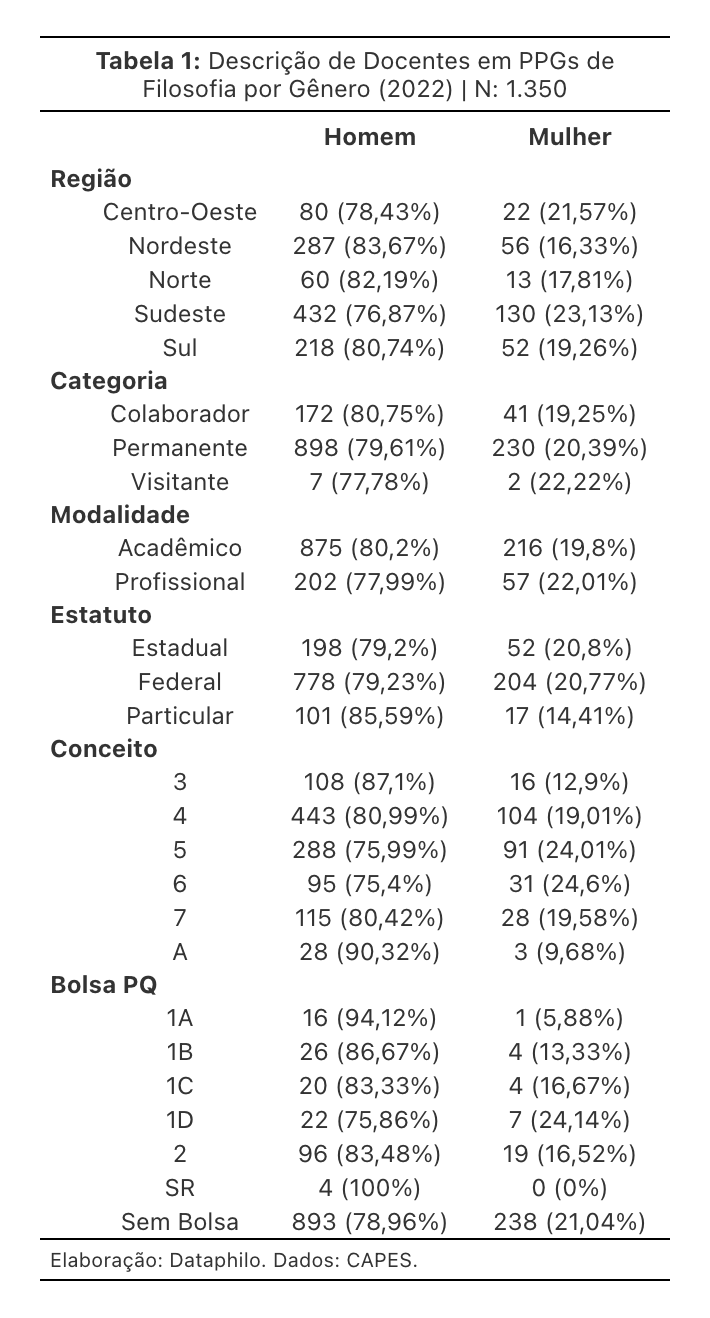 Tabela 1: Descrição de Docentes em PPGs de
Filosofia por Gênero (2022) | N: 1.350
Homem Mulher
Região
Centro-Oeste 80 (78,43%) 22 (21,57%)
Nordeste 287 (83,67%) 56 (16,33%)
Norte 60 (82,19%) 13 (17,81%)
Sudeste 432 (76,87%) 130 (23,13%)
Sul 218 (80,74%) 52 (19,26%)
Categoria
Colaborador 172 (80,75%) 41 (19,25%)
Permanente 898 (79,61%) 230 (20,39%)
Visitante 7 (77,78%) 2 (22,22%)
Modalidade
Acadêmico 875 (80,2%) 216 (19,8%)
Profissional 202 (77,99%) 57 (22,01%)
Estatuto
Estadual 198 (79,2%) 52 (20,8%)
Federal 778 (79,23%) 204 (20,77%)
Particular 101 (85,59%) 17 (14,41%)
Conceito
3 108 (87,1%) 16 (12,9%)
4 443 (80,99%) 104 (19,01%)
5 288 (75,99%) 91 (24,01%)
6 95 (75,4%) 31 (24,6%)
7 115 (80,42%) 28 (19,58%)
A 28 (90,32%) 3 (9,68%)
Bolsa PQ
1A 16 (94,12%) 1 (5,88%)
1B 26 (86,67%) 4 (13,33%)
1C 20 (83,33%) 4 (16,67%)
1D 22 (75,86%) 7 (24,14%)
2 96 (83,48%) 19 (16,52%)
SR 4 (100%) 0 (0%)
Sem Bolsa 893 (78,96%) 238 (21,04%)
Elaboração: Dataphilo. Dados: CAPES.